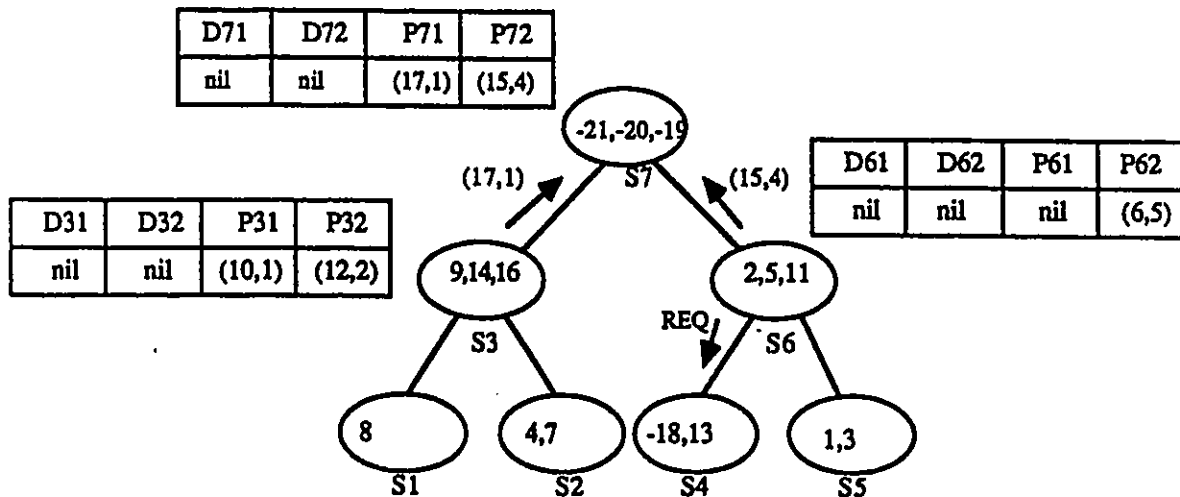 D71 D72 P71 P72
nil nil (17,1) (15,4)
-21,-20,-19
S7
(17,1)
(15,4)
D61 D62 P61 P62
nil nil nil (6,5)
D31 D32 P31 P32
nil nil (10,1) (12,2)
9,14,16
S3
2,5,11
S6
REQ
8
S1
4,7
S2
-18,13
S4
1,3
S5